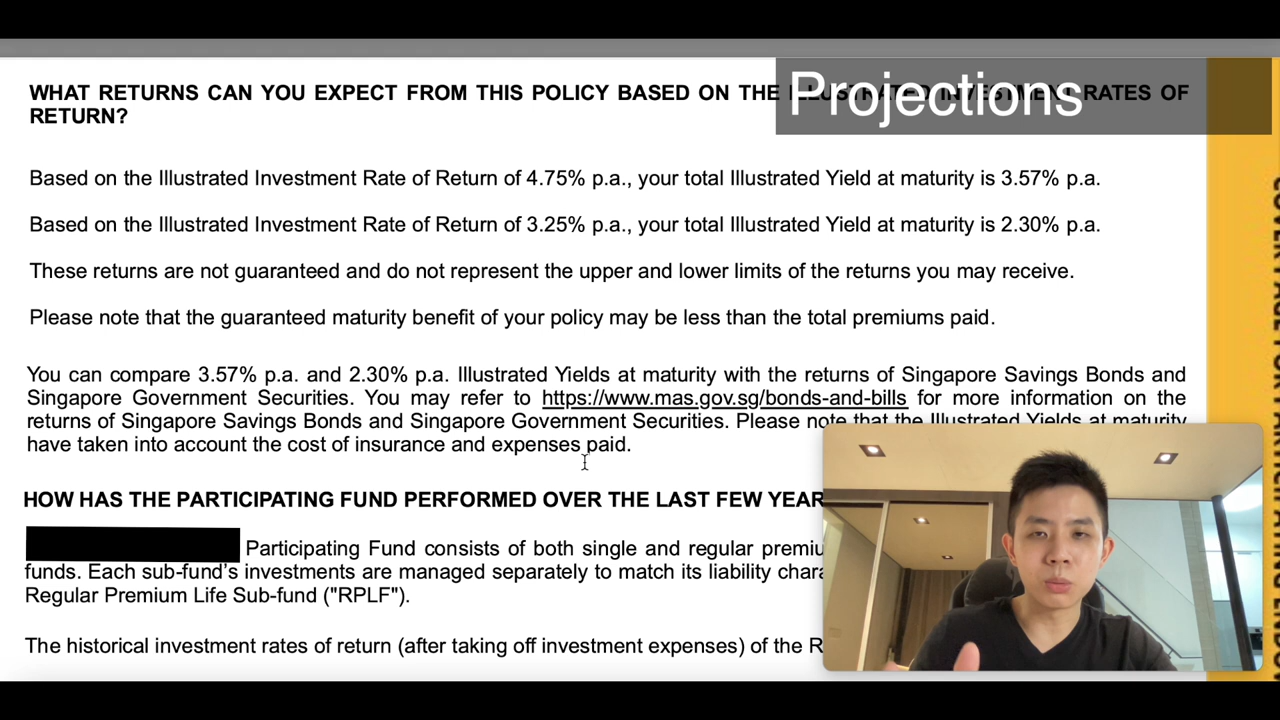 Projections
WHAT RETURNS CAN YOU EXPECT FROM THIS POLICY BASED ON THE ILLUSTRATED INVESTMENT RATES OF
RETURN?
Based on the Illustrated Investment Rate of Return of 4.75% p.a., your total Illustrated Yield at maturity is 3.57% p.a.
Based on the Illustrated Investment Rate of Return of 3.25% p.a., your total Illustrated Yield at maturity is 2.30% p.a.
These returns are not guaranteed and do not represent the upper and lower limits of the returns you may receive.
Please note that the guaranteed maturity benefit of your policy may be less than the total premiums paid.
You can compare 3.57% p.a. and 2.30% p.a. Illustrated Yields at maturity with the returns of Singapore Savings Bonds and
Singapore Government Securities. You may refer to https://www.mas.gov.sg/bonds-and-bills for more information on the
returns of Singapore Savings Bonds and Singapore Government Securities. Please note that the Illustrated Yields at maturity
have taken into account the cost of insurance and expenses paid.
HOW HAS THE PARTICIPATING FUND PERFORMED OVER THE LAST FEW YEAR
Participating Fund consists of both single and regular premiu
funds. Each sub-fund's investments are managed separately to match its liability chara
Regular Premium Life Sub-fund ("RPLF").
The historical investment rates of return (after taking off investment expenses) of the R